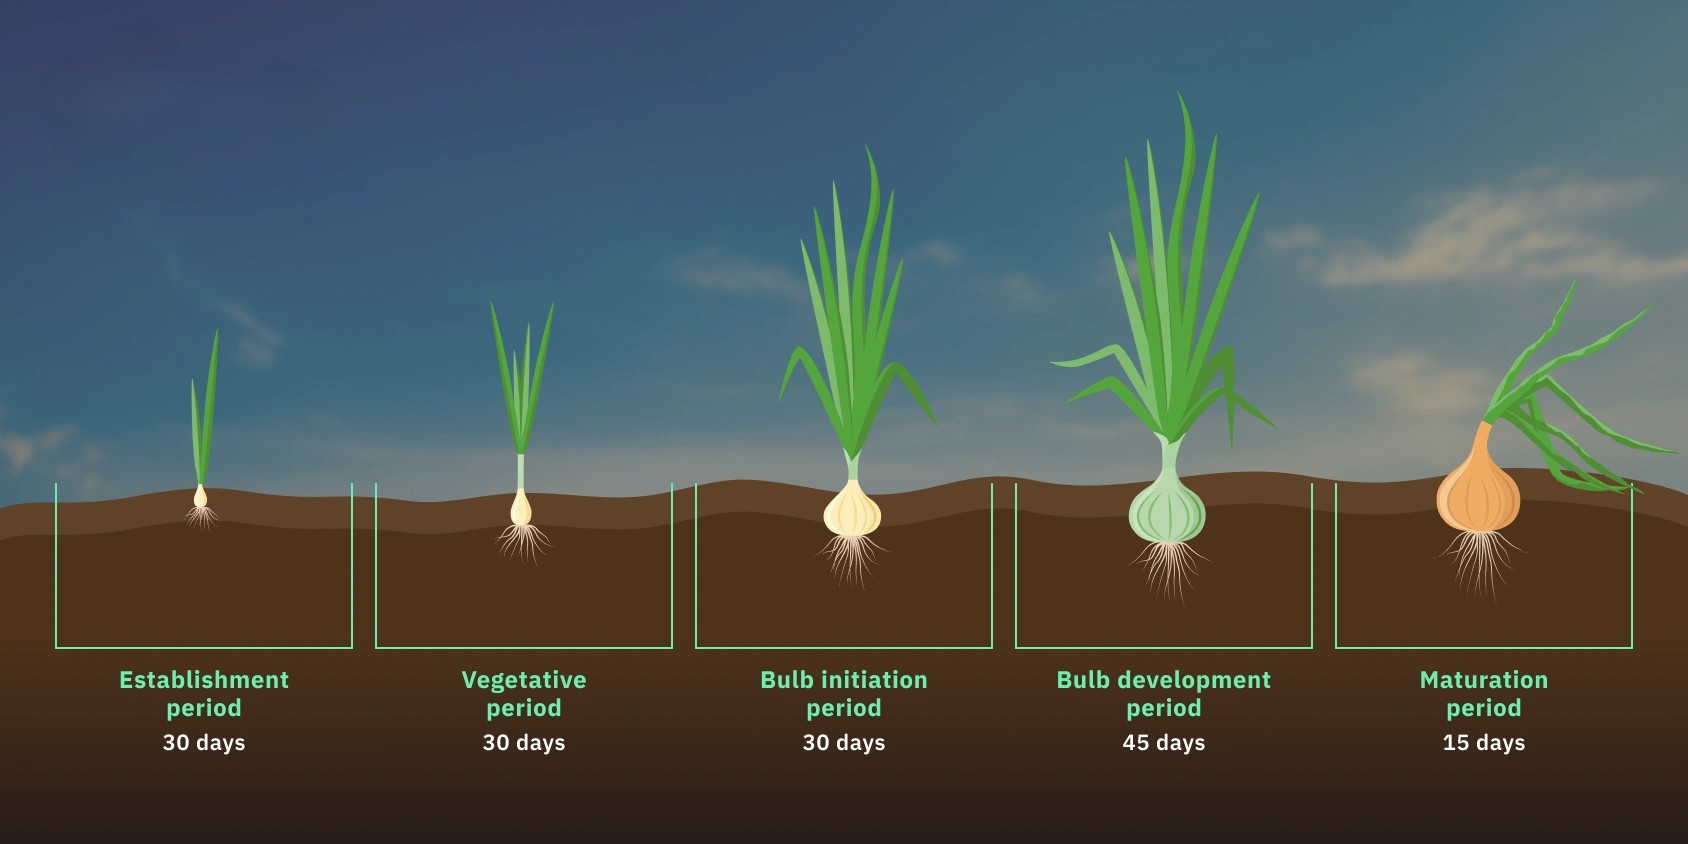 Establishment
period
30 days
Vegetative
period
30 days
Bulb initiation
period
30 days
Bulb development
period
45 days
Maturation
period
15 days